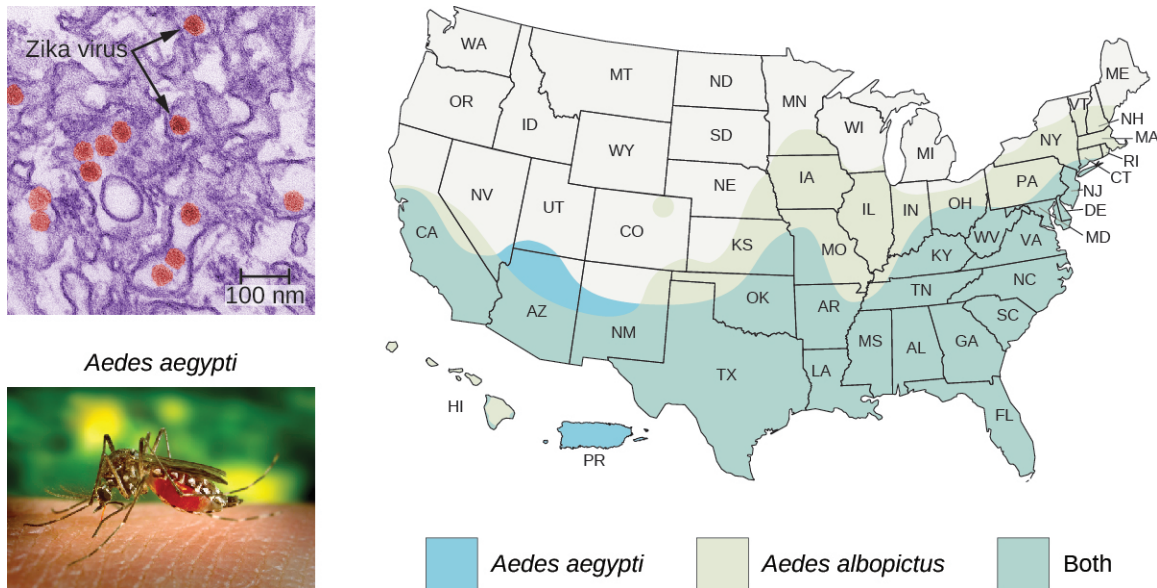 Zika virus
100 nm
Aedes aegypti
WA
MT
ND
MN
ME
VT
NH
MA
OR
ID
SD
WI
NY
RI
CT
WY
MI
NE
IA
PA
NJ
NV
UT
CO
IL
IN
OH
DE
MD
CA
KS
MO
WV
VA
KY
AZ
NM
OK
AR
TN
NC
SC
TX
LA
MS
AL
GA
FL
HI
PR
Aedes aegypti
Aedes albopictus
Both